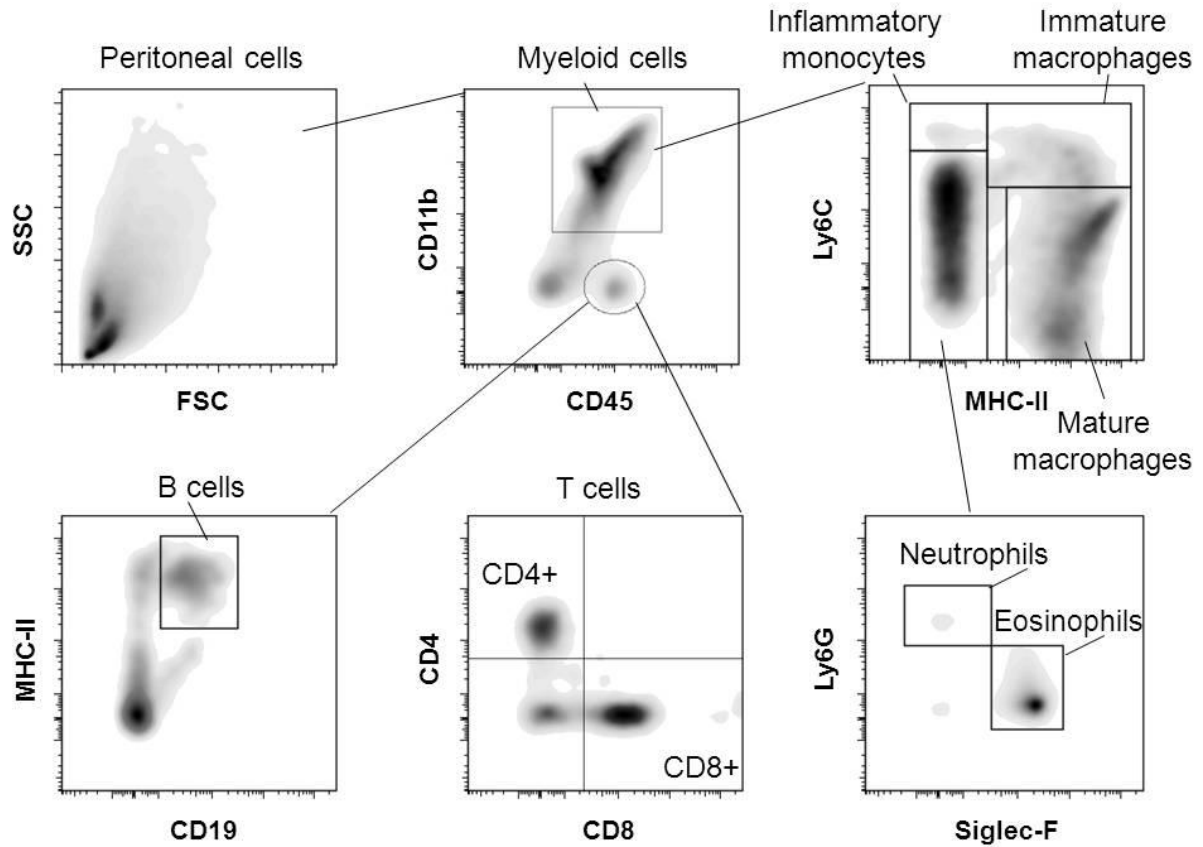 Peritoneal cells
Myeloid cells
Inflammatory
monocytes
Immature
macrophages
SSC
FSC
CD11b
CD45
Ly6C
MHC-II
Mature
macrophages
B cells
MHC-II
CD19
T cells
CD4+
CD8+
CD4
CD8
Neutrophils
Eosinophils
Ly6G
Siglec-F